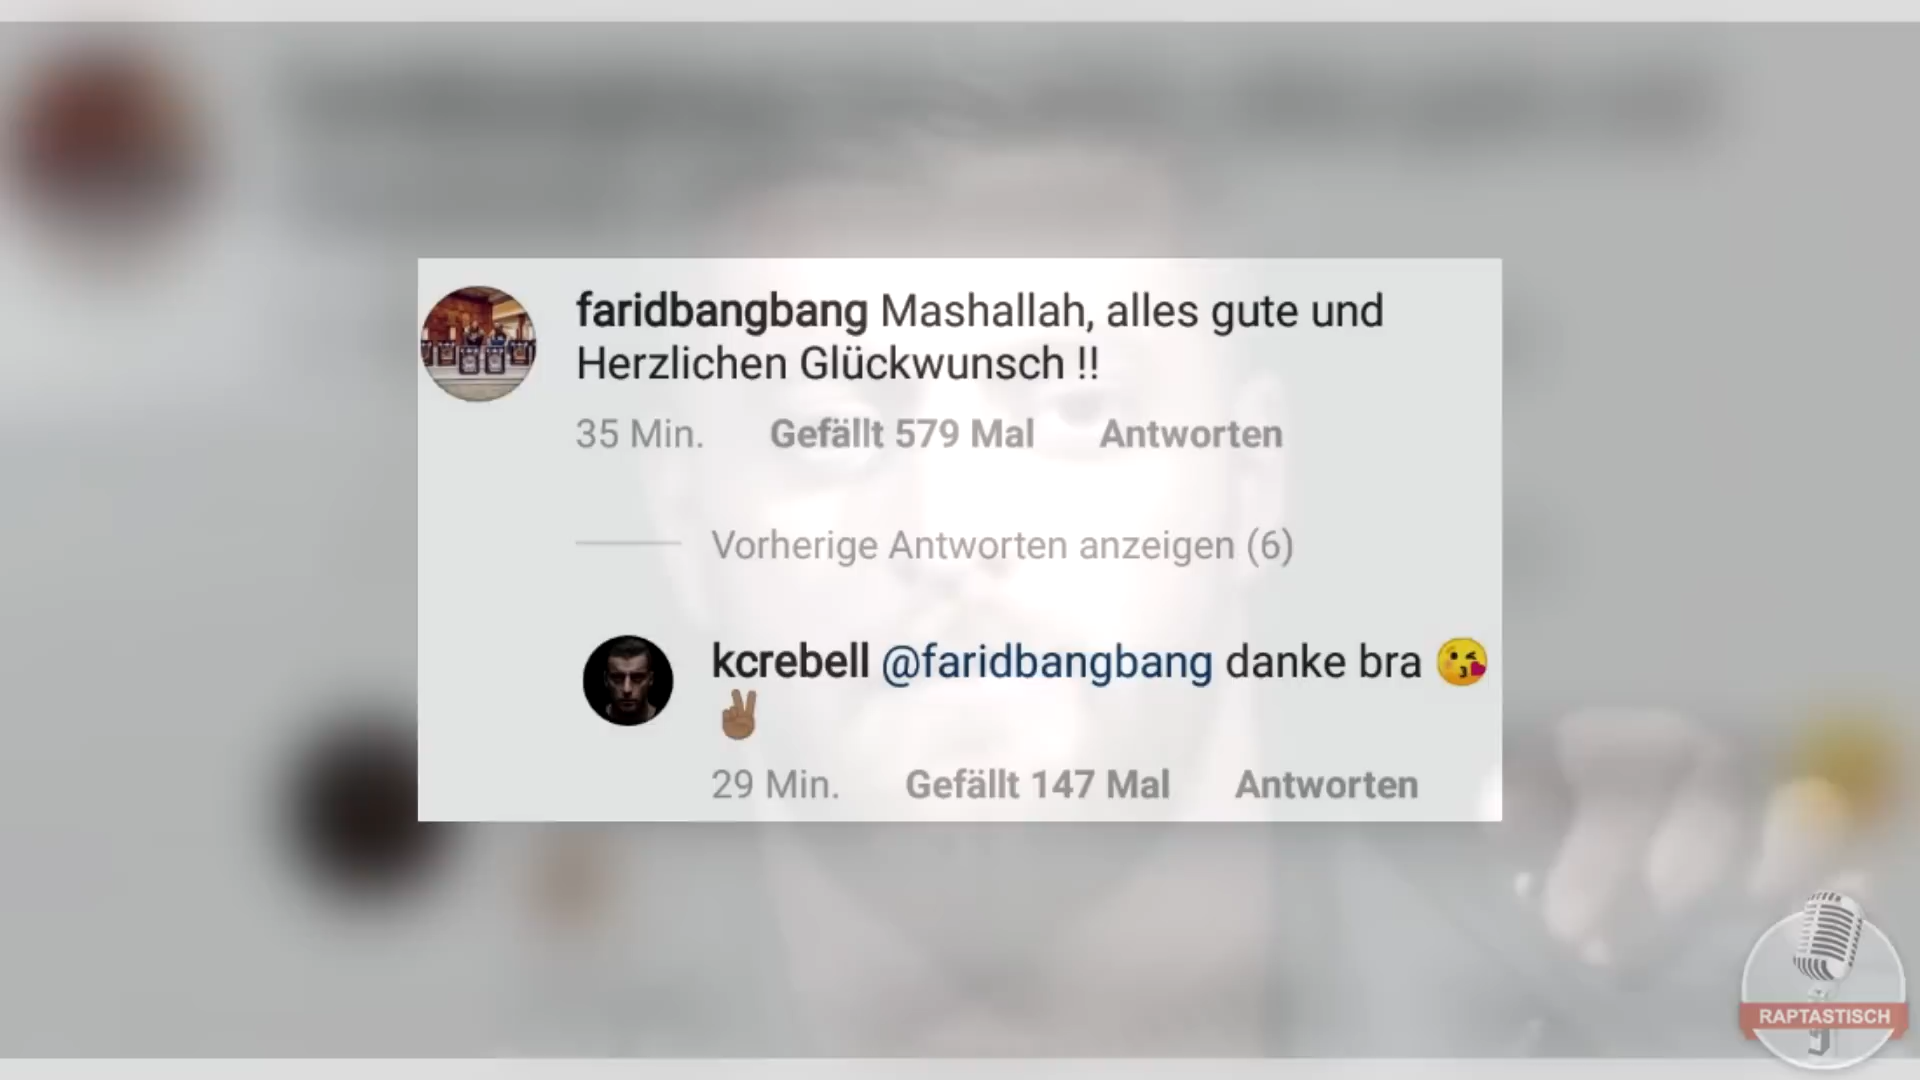 faridbangbang Mashallah, alles gute und
Herzlichen Glückwunsch !!
35 Min. Gefällt 579 Mal Antworten
Vorherige Antworten anzeigen (6)
kcrebell @faridbangbang danke bra 😘
✌🏾
29 Min. Gefällt 147 Mal Antworten
RAPTASTISCH